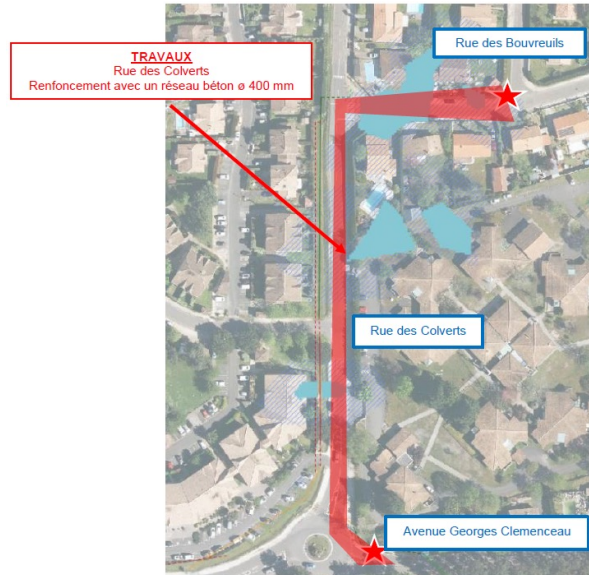 TRAVAUX
Rue des Colverts
Renfoncement avec un réseau béton ø 400 mm
Rue des Bouvreuils
Rue des Colverts
Avenue Georges Clemenceau